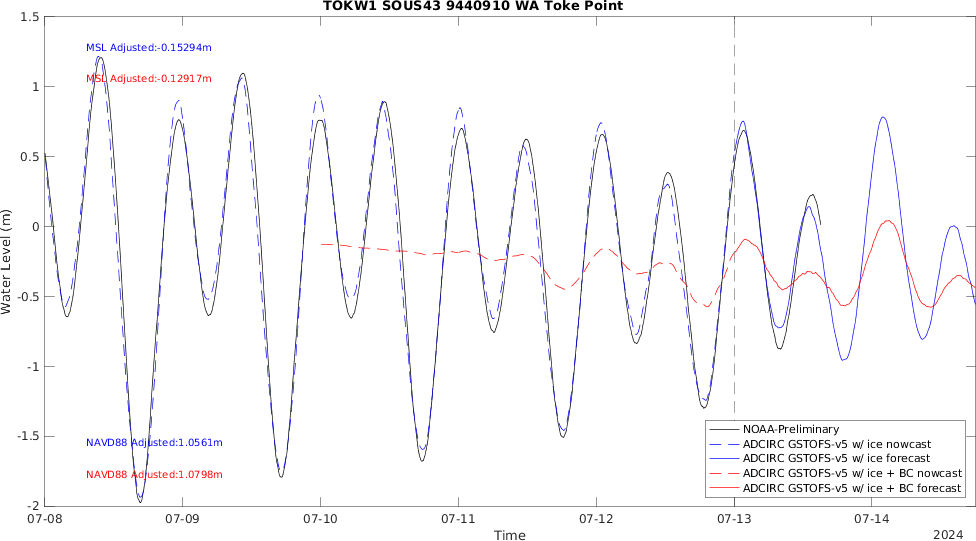 TOKW1 SOUS43 9440910 WA Toke Point
1.5
MSL Adjusted:-0.15294m
MSL Adjusted:-0.12917m
1
0.5
0
Water Level (m)
-0.5
-1
-1.5
NAVD88 Adjusted:1.0561m
NAVD88 Adjusted:1.0798m
-2
NOAA-Preliminary
ADCIRC GSTOFS-v5 w/ ice nowcast
ADCIRC GSTOFS-v5 w/ ice forecast
ADCIRC GSTOFS-v5 w/ ice + BC nowcast
ADCIRC GSTOFS-v5 w/ ice + BC forecast
07-08 07-09 07-10 07-11 07-12 07-13 07-14
Time
2024